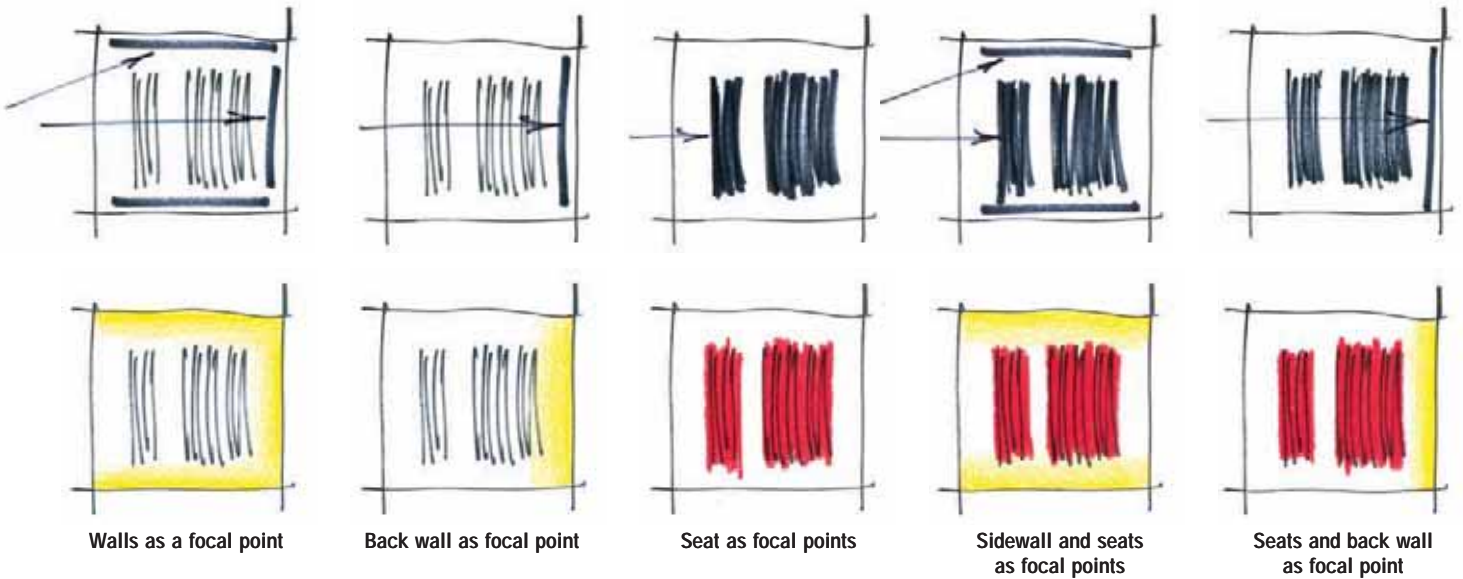 Walls as a focal point
Back wall as focal point
Seat as focal points
Sidewall and seats
as focal points
Seats and back wall
as focal point